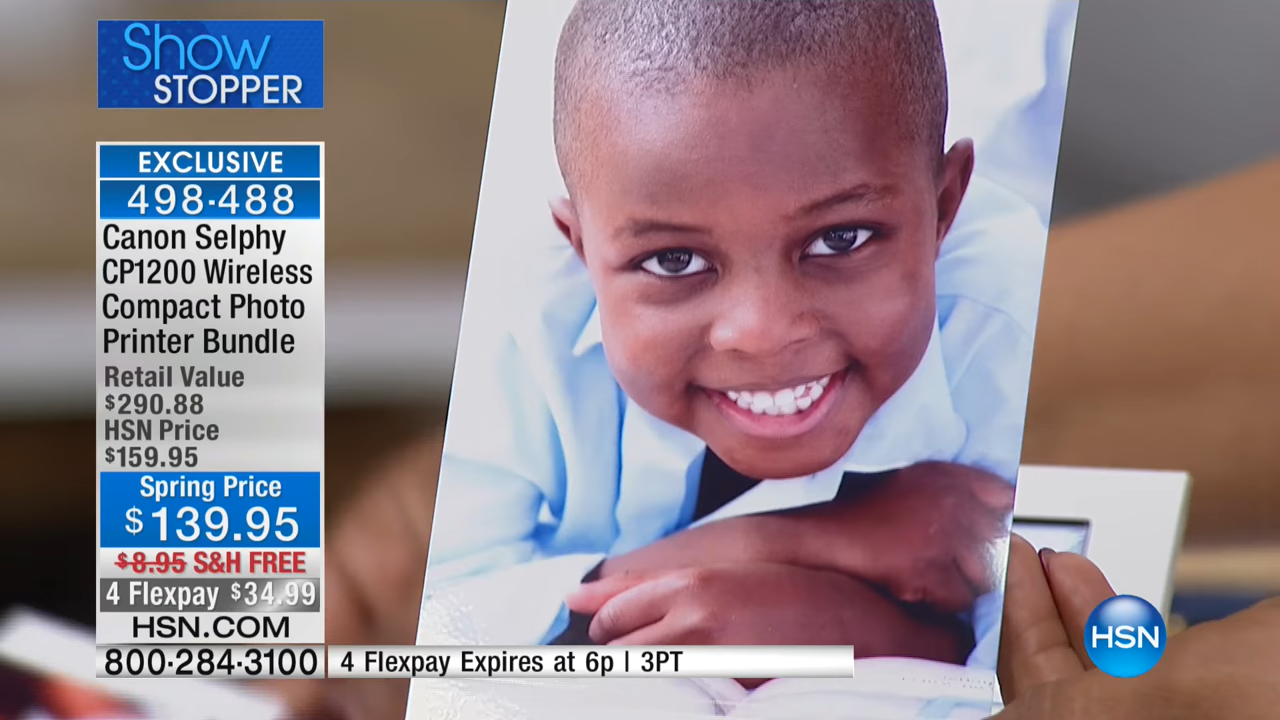 Show
STOPPER
EXCLUSIVE
498·488
Canon Selphy
CP1200 Wireless
Compact Photo
Printer Bundle
Retail Value
$290.88
HSN Price
$159.95
Spring Price
$139.95
$8.95 S&H FREE
4 Flexpay $34.99
HSN.COM
800·284·3100
4 Flexpay Expires at 6p | 3PT
HSN